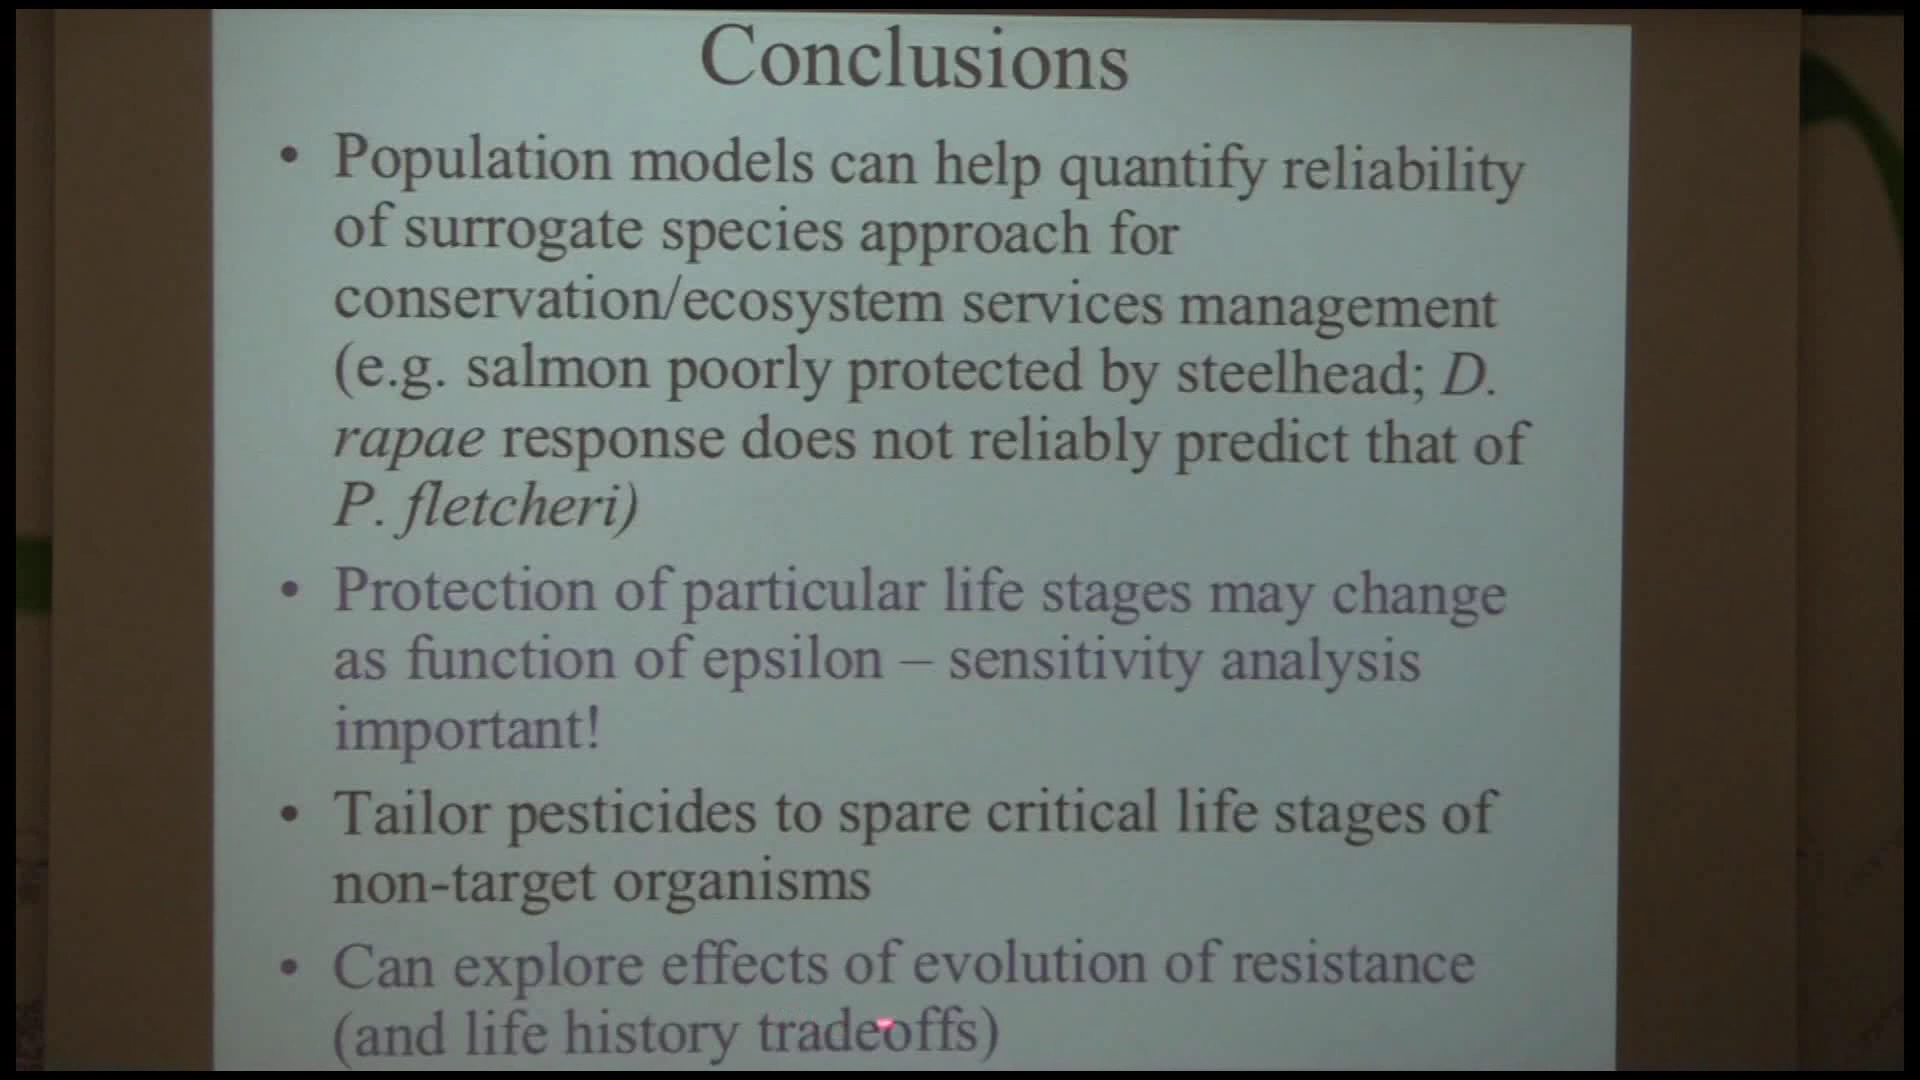 Conclusions
• Population models can help quantify reliability
of surrogate species approach for
conservation/ecosystem services management
(e.g. salmon poorly protected by steelhead; D.
rapae response does not reliably predict that of
P. fletcheri)
• Protection of particular life stages may change
as function of epsilon – sensitivity analysis
important!
• Tailor pesticides to spare critical life stages of
non-target organisms
• Can explore effects of evolution of resistance
(and life history tradeoffs)